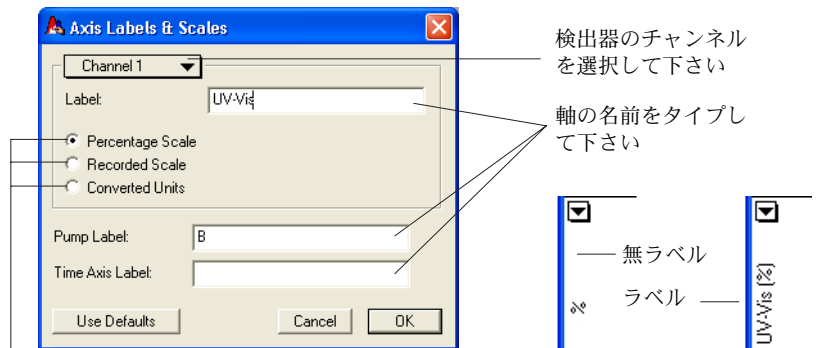 Axis Labels & Scales
Channel 1
Label:
UV-Vis
Percentage Scale
Recorded Scale
Converted Units
Pump Label:
B
Time Axis Label:
Use Defaults
Cancel
OK
検出器のチャンネル
を選択して下さい
軸の名前をタイプし
て下さい
無ラベル
ラベル
%
UV-Vis (%)